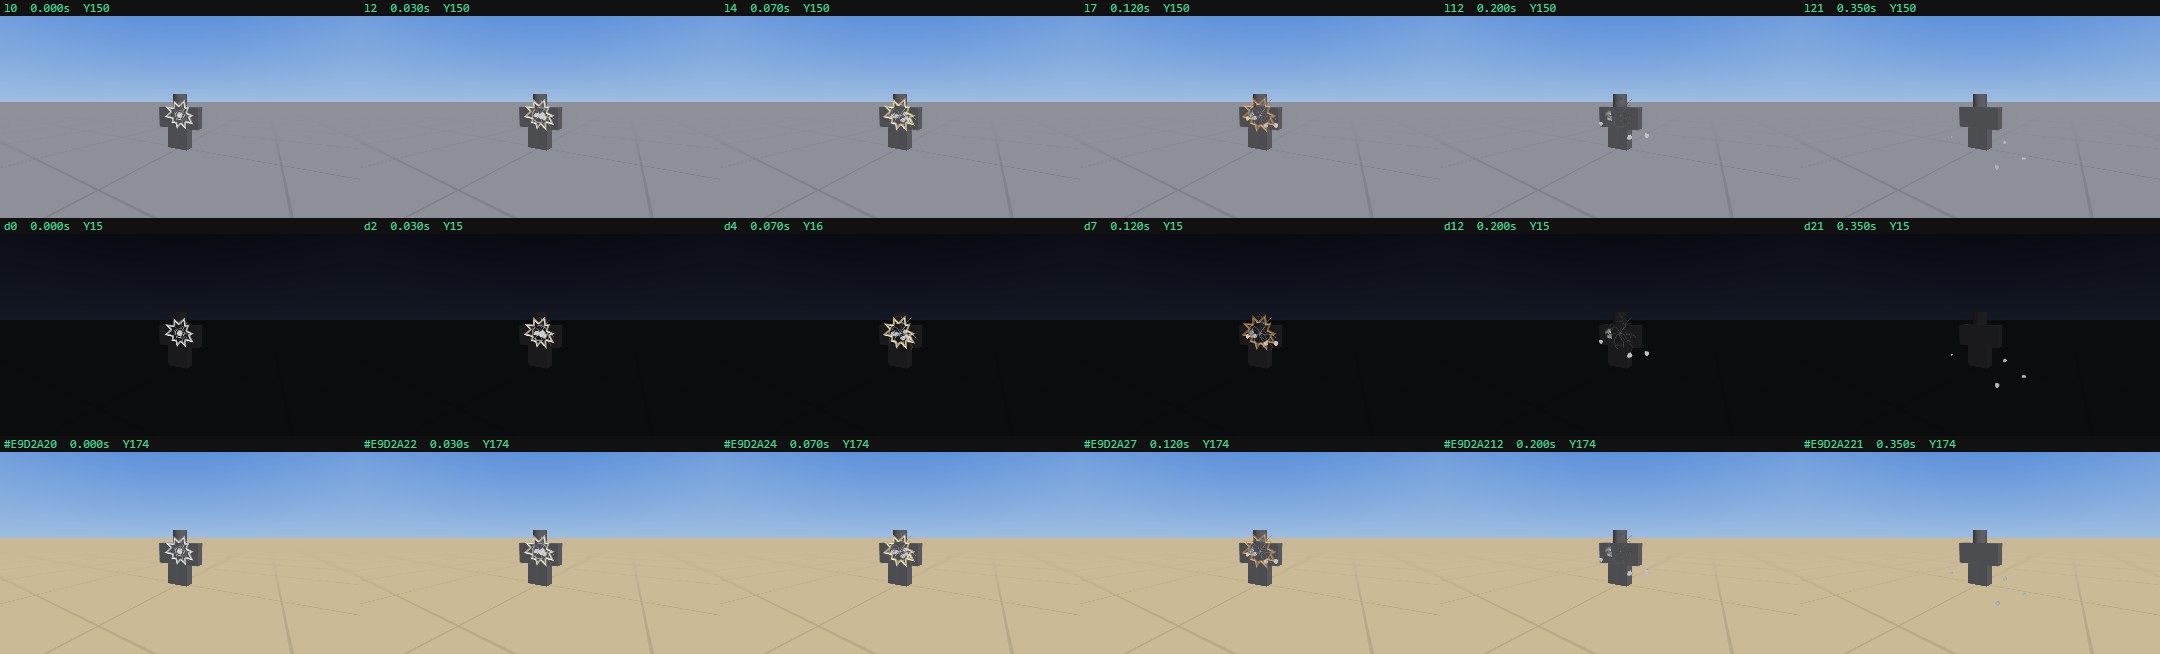 l0 0.000s Y150
l2 0.030s Y150
l4 0.070s Y150
l7 0.120s Y150
l12 0.200s Y150
l21 0.350s Y150
d0 0.000s Y15
d2 0.030s Y15
d4 0.070s Y16
d7 0.120s Y15
d12 0.200s Y15
d21 0.350s Y15
#E9D2A20 0.000s Y174
#E9D2A22 0.030s Y174
#E9D2A24 0.070s Y174
#E9D2A27 0.120s Y174
#E9D2A212 0.200s Y174
#E9D2A221 0.350s Y174